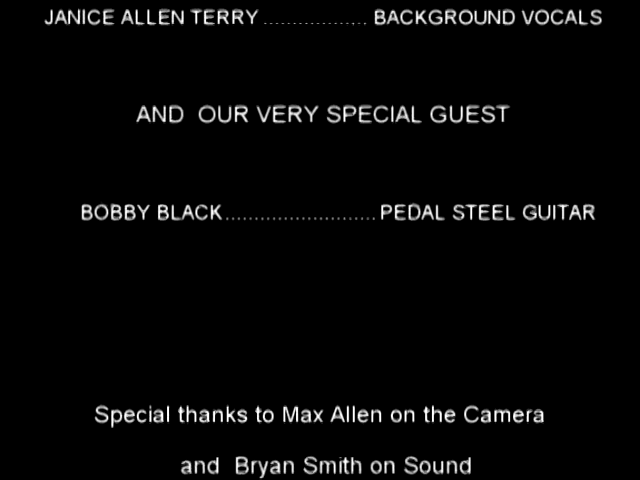 JANICE ALLEN TERRY .................. BACKGROUND VOCALS
AND OUR VERY SPECIAL GUEST
BOBBY BLACK.......................... PEDAL STEEL GUITAR
Special thanks to Max Allen on the Camera
and Bryan Smith on Sound